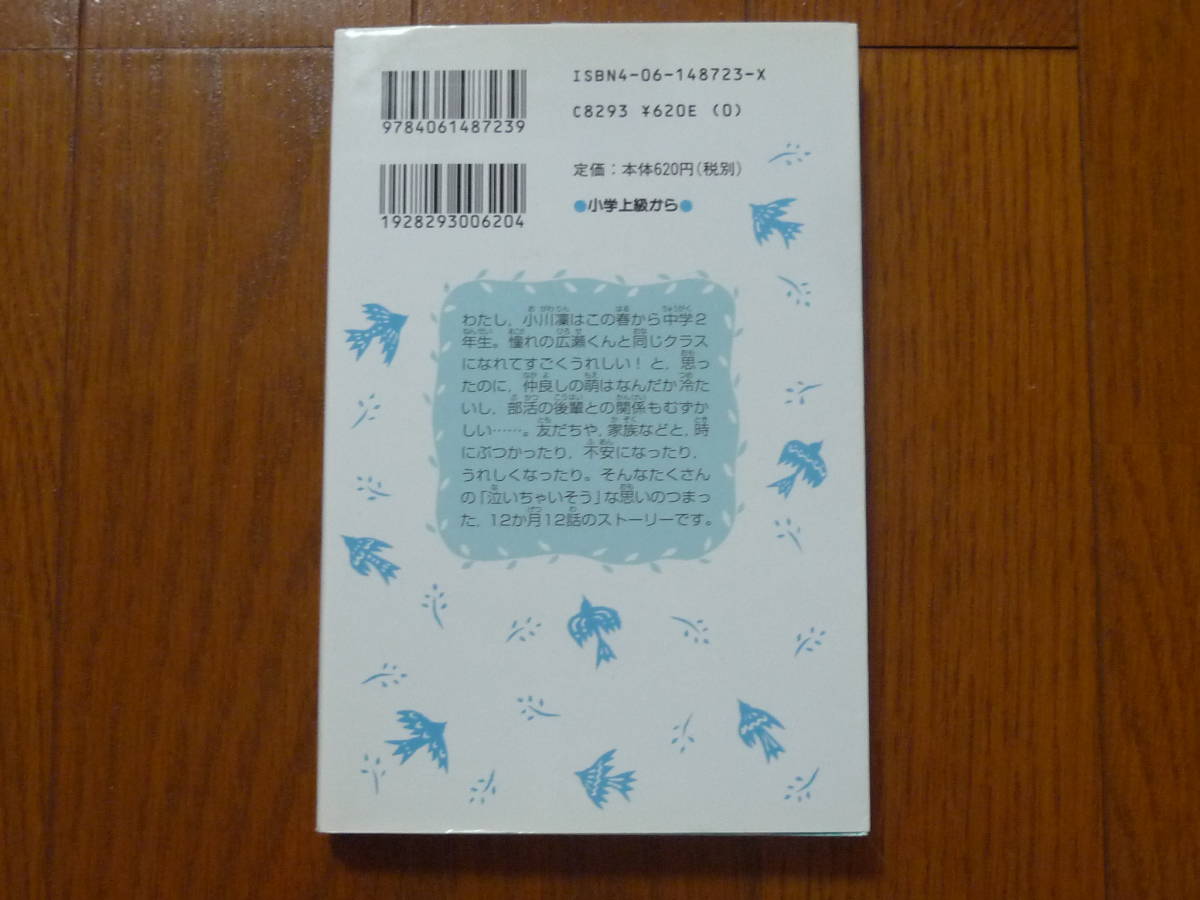 ISBN4-06-148723-X
C8293 ¥620E (0)
9784061487239
定価：本体620円(税別)
1928293006204
●小学上級から●
わたし，小川凜はこの春から中学２
年生。憧れの広瀬くんと同じクラス
になれてすごくうれしい！と，思っ
たのに，仲良しの萌はなんだか冷た
いし，部活の後輩との関係もむずか
しい……。友だちや，家族などと，時
にぶつかったり，不安になったり，
うれしくなったり。そんなたくさん
の「泣いちゃいそう」な思いのつまっ
た，12か月12話のストーリーです。